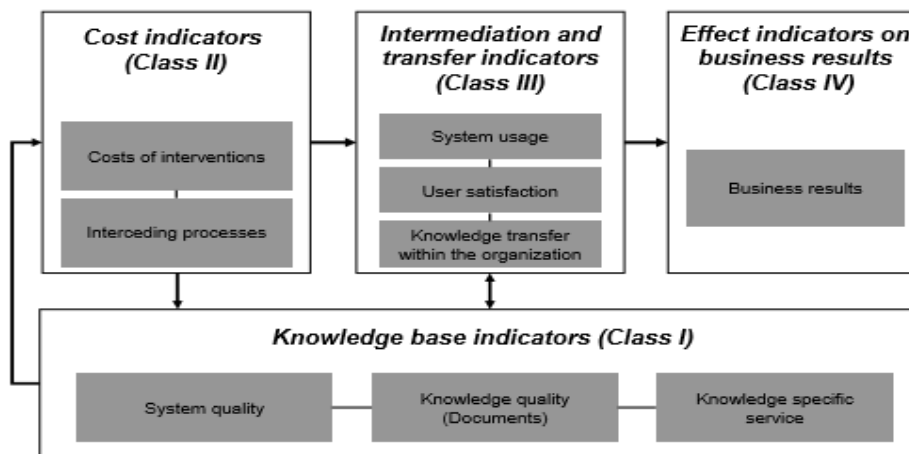 Cost indicators
(Class II)
Costs of interventions
Interceding processes
Intermediation and
transfer indicators
(Class III)
System usage
User satisfaction
Knowledge transfer
within the organization
Effect indicators on
business results
(Class IV)
Business results
Knowledge base indicators (Class I)
System quality
Knowledge quality
(Documents)
Knowledge specific
service